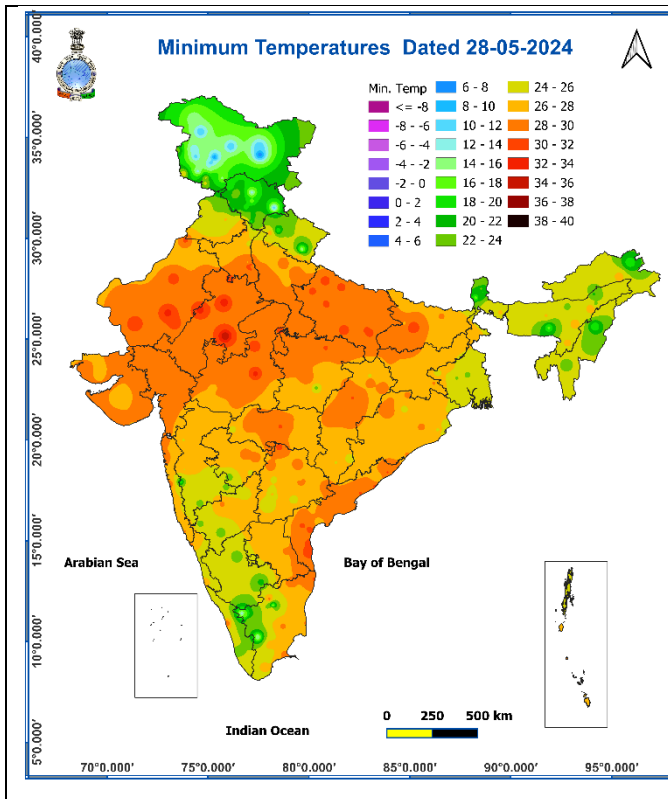 Minimum Temperatures Dated 28-05-2024
Min. Temp
<= -8
-8 - -6
-6 - -4
-4 - -2
-2 - 0
0 - 2
2 - 4
4 - 6
6 - 8
8 - 10
10 - 12
12 - 14
14 - 16
16 - 18
18 - 20
20 - 22
22 - 24
24 - 26
26 - 28
28 - 30
30 - 32
32 - 34
34 - 36
36 - 38
38 - 40
40°0.000'
35°0.000'
30°0.000'
25°0.000'
20°0.000'
15°0.000'
10°0.000'
5°0.000'
Arabian Sea
Bay of Bengal
Indian Ocean
0 250 500 km
70°0.000' 75°0.000' 80°0.000' 85°0.000' 90°0.000' 95°0.000'